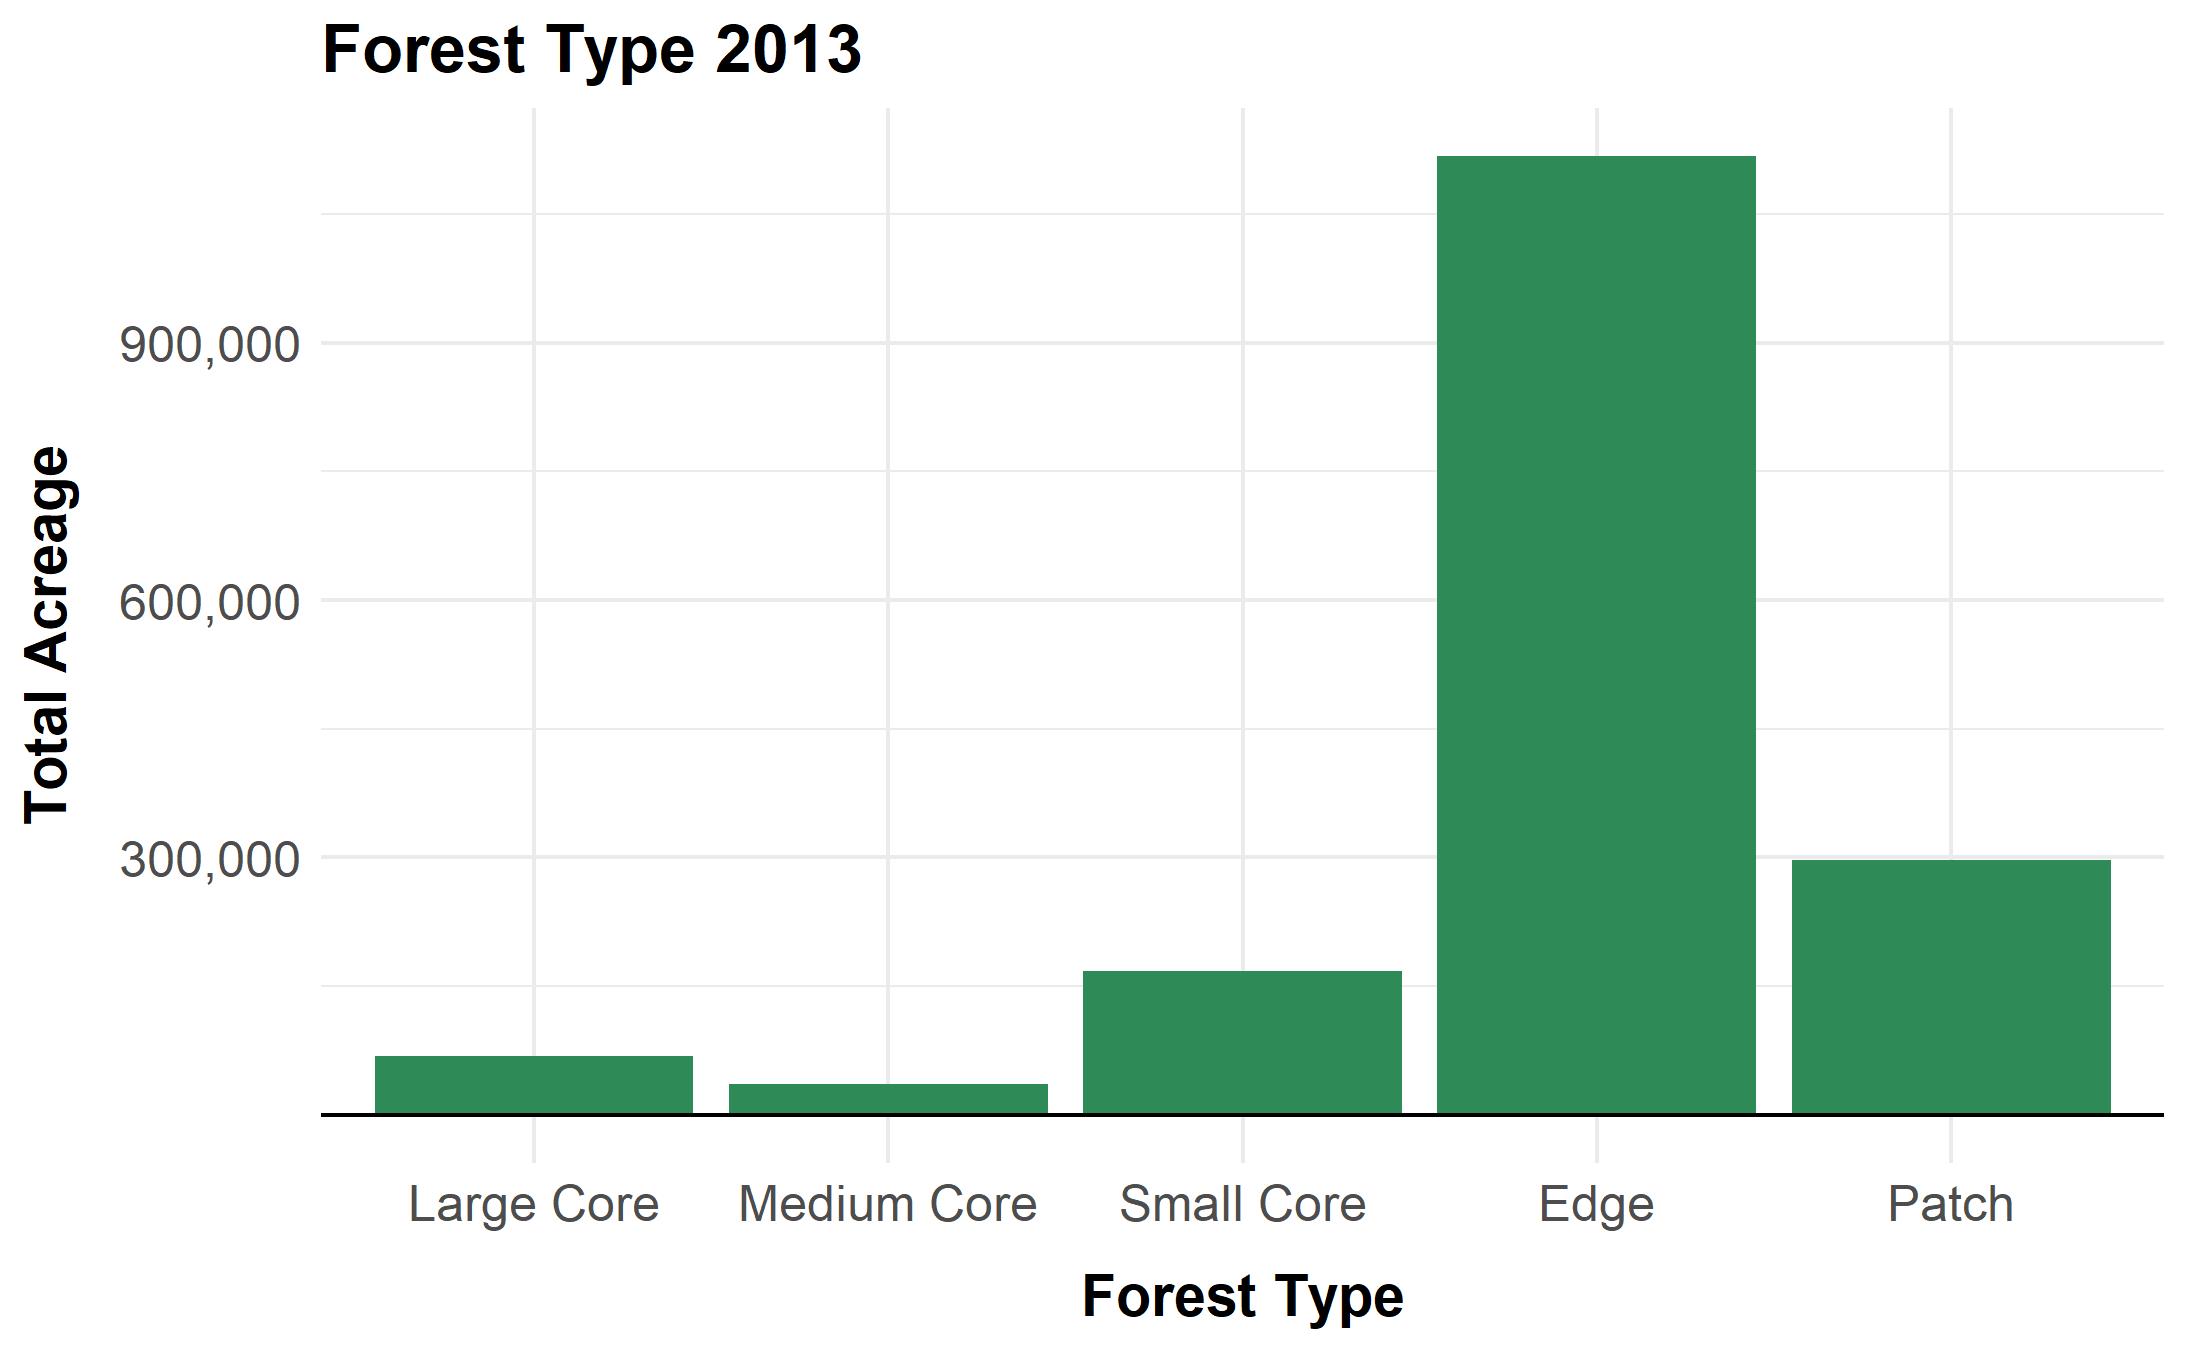 Forest Type 2013
900,000
600,000
300,000
Total Acreage
Large Core
Medium Core
Small Core
Edge
Patch
Forest Type